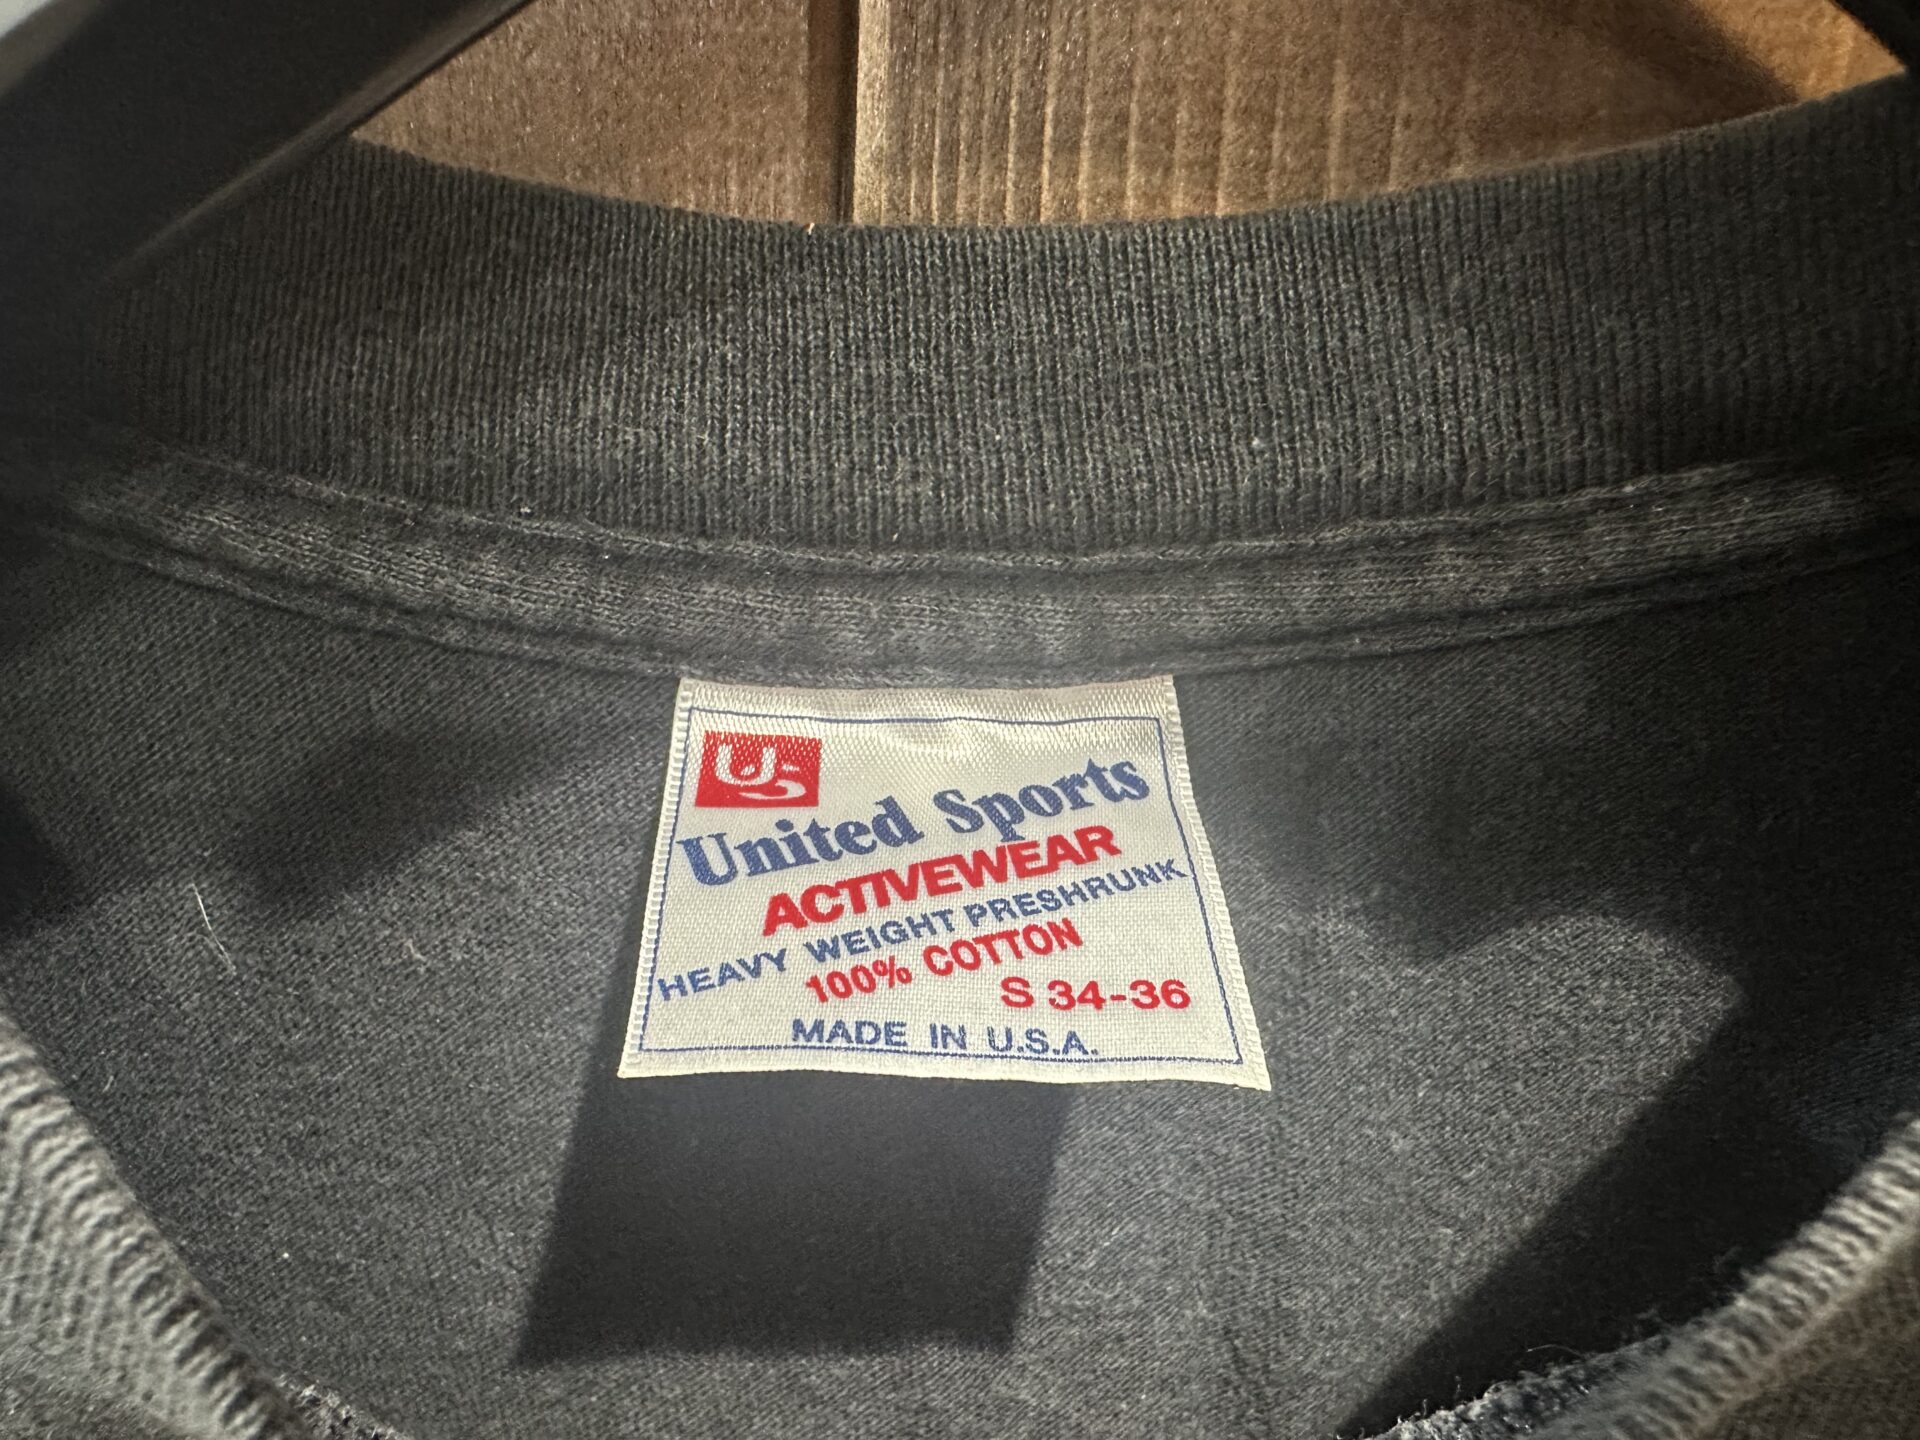 US
United Sports
ACTIVEWEAR
HEAVY WEIGHT PRESHRUNK
100% COTTON
S 34-36
MADE IN U.S.A.